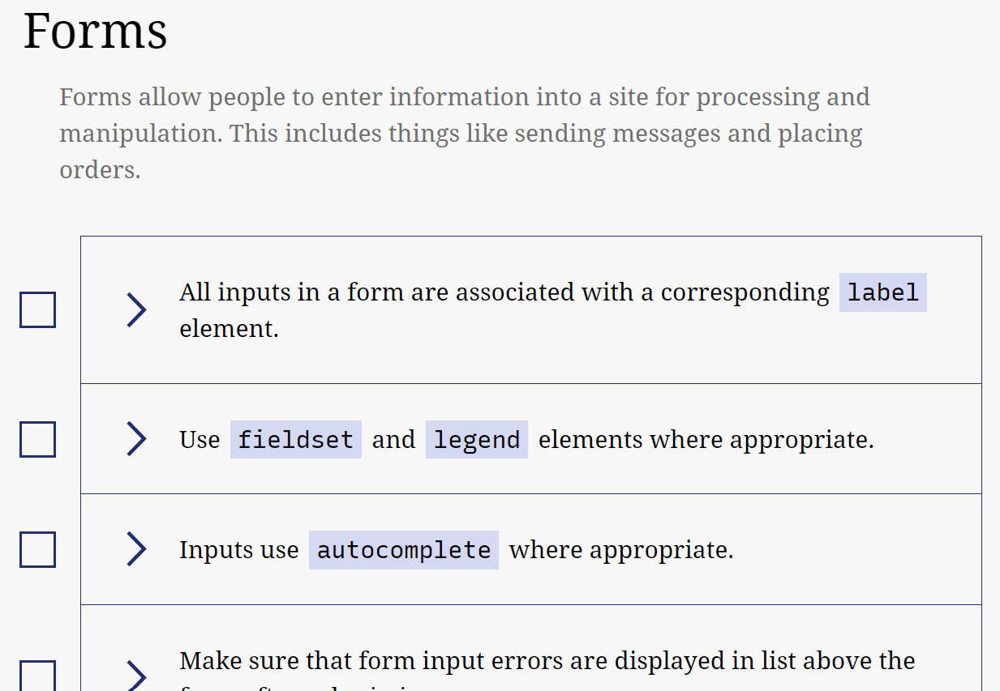 Forms
Forms allow people to enter information into a site for processing and
manipulation. This includes things like sending messages and placing
orders.
All inputs in a form are associated with a corresponding label
element.
Use fieldset and legend elements where appropriate.
Inputs use autocomplete where appropriate.
Make sure that form input errors are displayed in list above the